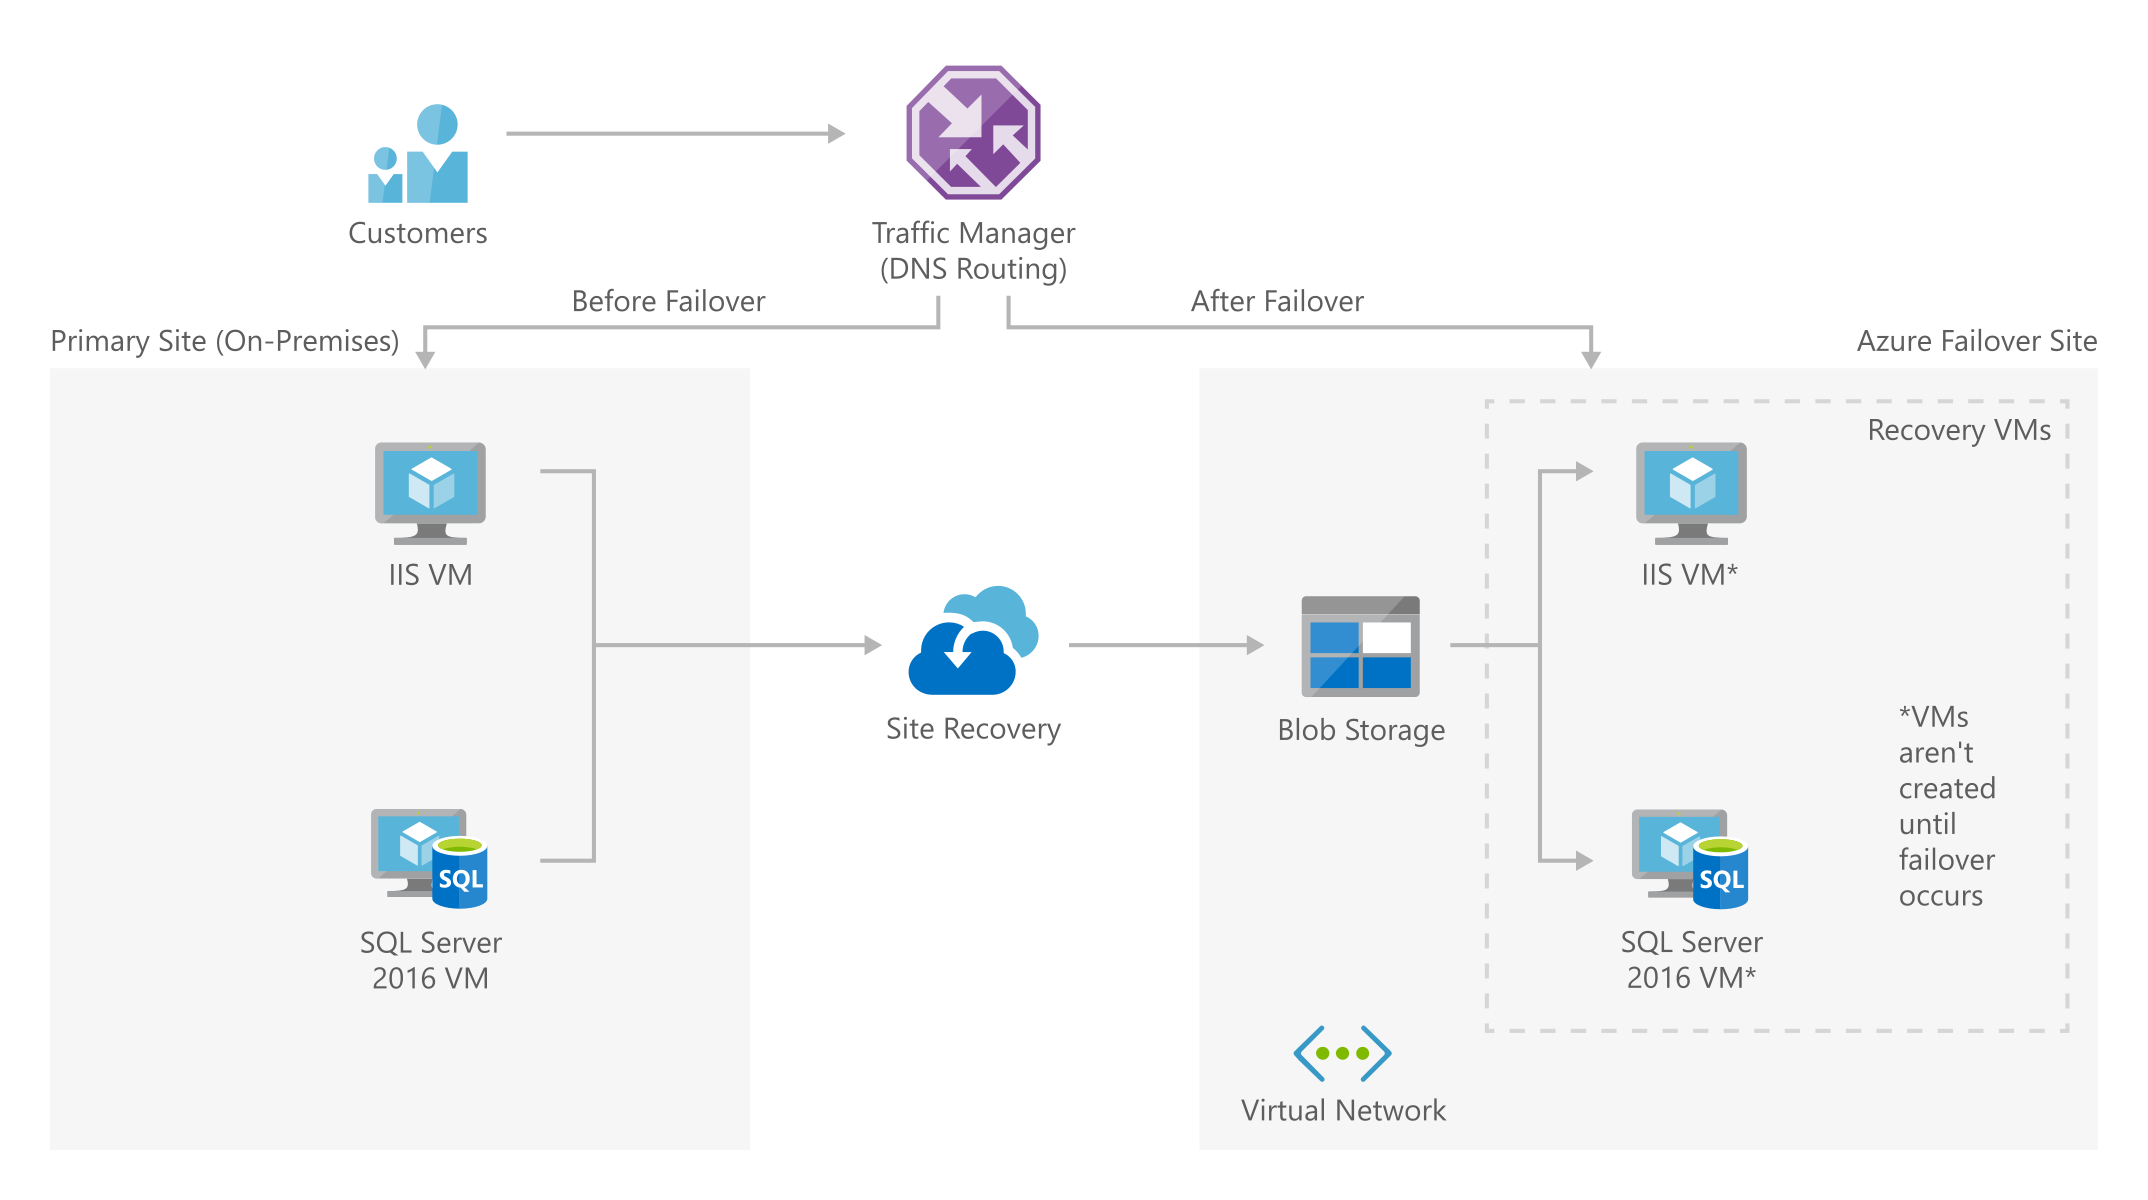 Customers
Traffic Manager
(DNS Routing)
Before Failover
After Failover
Primary Site (On-Premises)
Azure Failover Site
Recovery VMs
IIS VM
IIS VM*
Site Recovery
Blob Storage
*VMs
aren't
created
until
failover
occurs
SQL
SQL Server
2016 VM
SQL
SQL Server
2016 VM*
Virtual Network